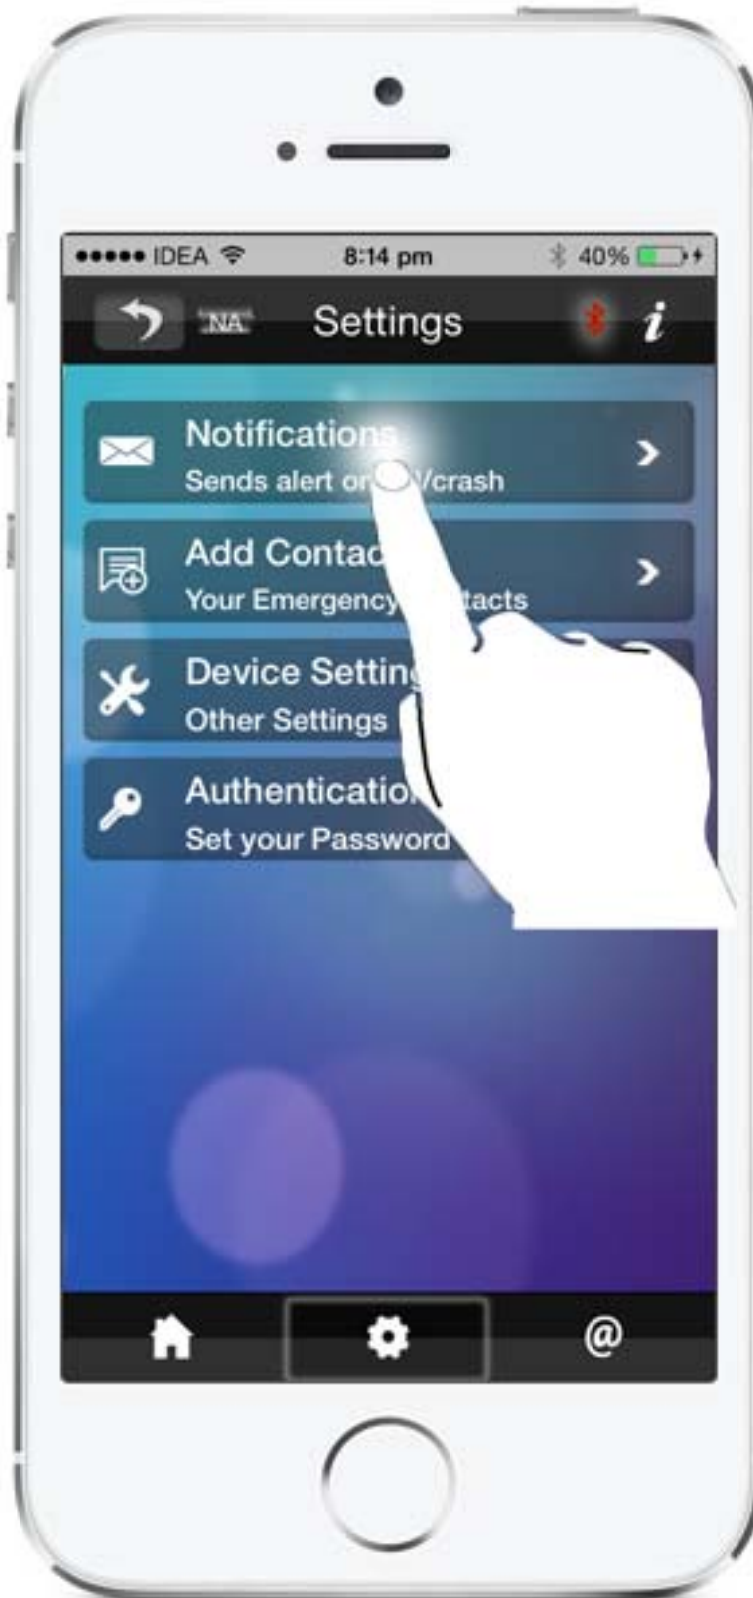 IDEA 8:14 pm 40%
NA Settings i
Notifications
Sends alert on /crash
Add Contac
Your Emergency tacts
Device Setting
Other Settings
Authentication
Set your Password
@